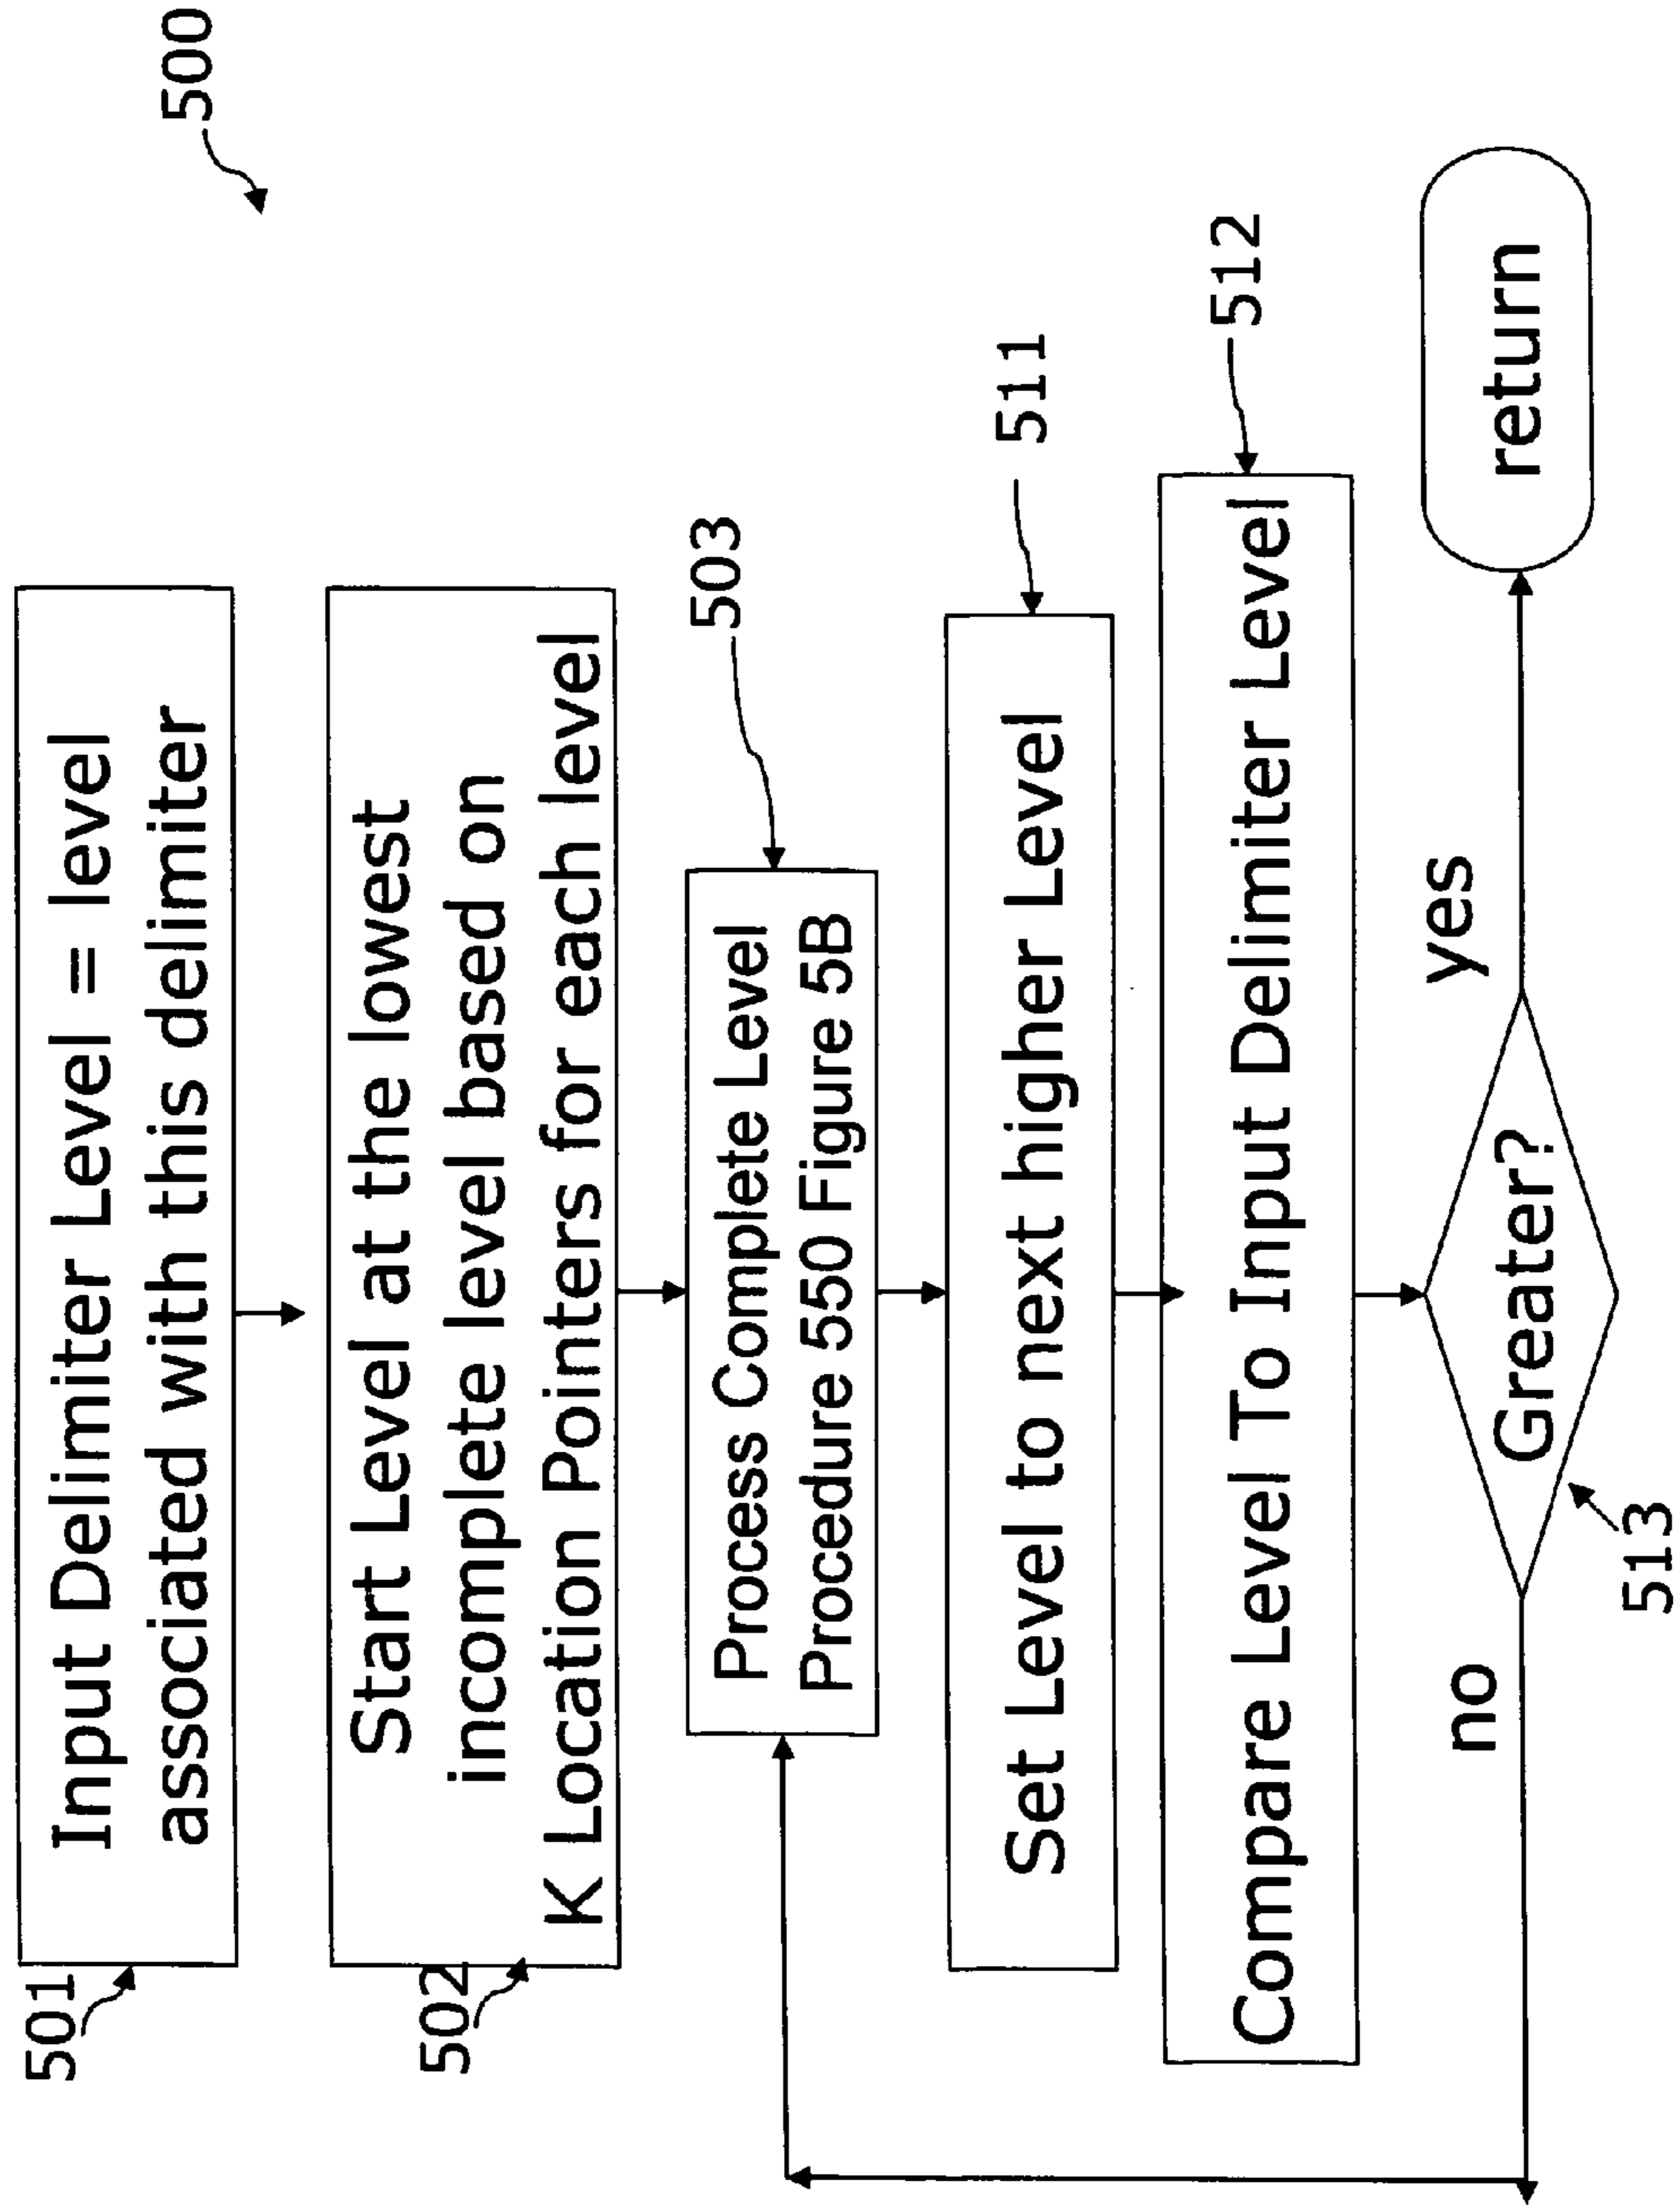 500
501
Input Delimiter Level = level
associated with this delimiter
502
Start Level at the lowest
incomplete level based on
K Location Pointers for each level
503
Process Complete Level
Procedure 550 Figure 5B
511
Set Level to next higher Level
512
Compare Level To Input Delimiter Level
513
Greater?
no
yes
return